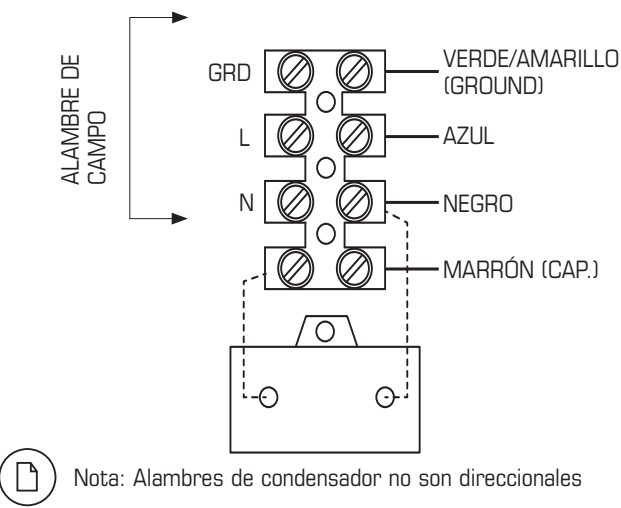 ALAMBRE DE
CAMPO
GRD
VERDE/AMARILLO
(GROUND)
L
AZUL
N
NEGRO
MARRÓN (CAP.)
Nota: Alambres de condensador no son direccionales